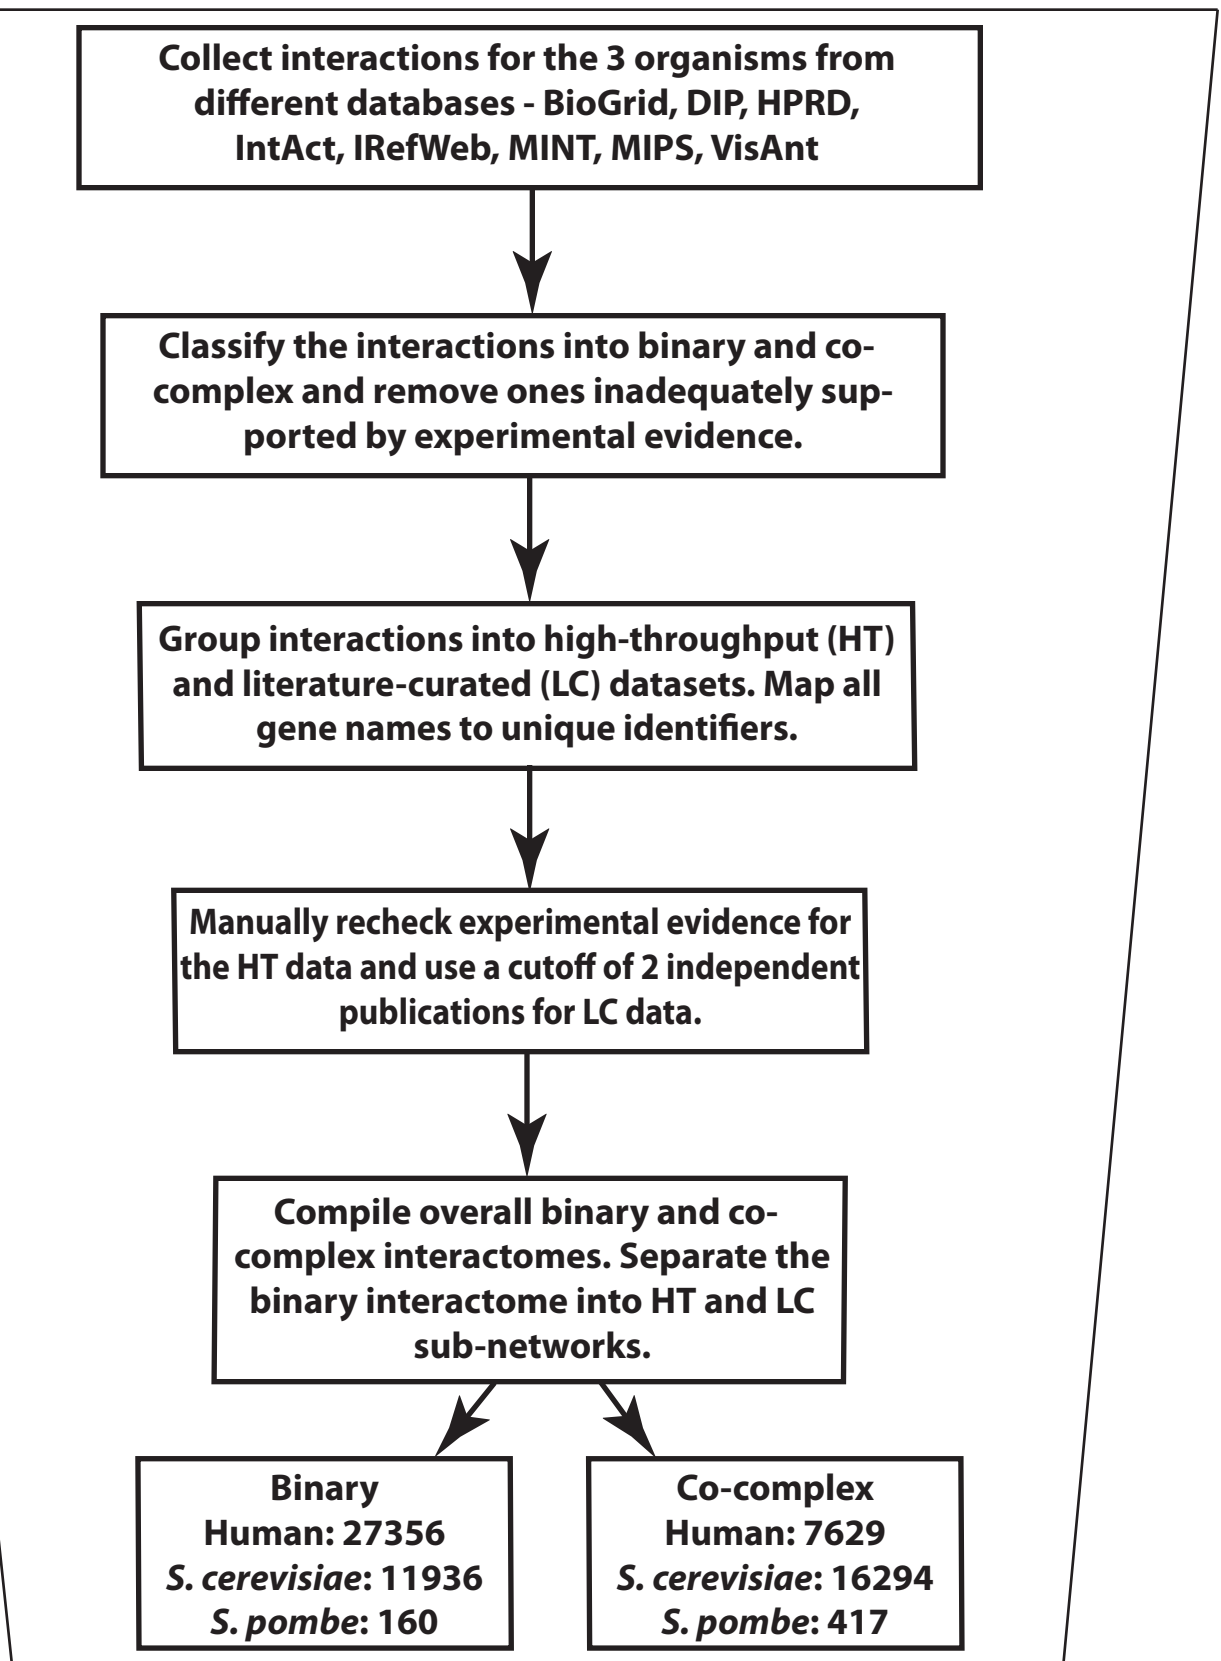 Collect interactions for the 3 organisms from
different databases - BioGrid, DIP, HPRD,
IntAct, IRefWeb, MINT, MIPS, VisAnt
Classify the interactions into binary and co-
complex and remove ones inadequately sup-
ported by experimental evidence.
Group interactions into high-throughput (HT)
and literature-curated (LC) datasets. Map all
gene names to unique identifiers.
Manually recheck experimental evidence for
the HT data and use a cutoff of 2 independent
publications for LC data.
Compile overall binary and co-
complex interactomes. Separate the
binary interactome into HT and LC
sub-networks.
Binary
Human: 27356
S. cerevisiae: 11936
S. pombe: 160
Co-complex
Human: 7629
S. cerevisiae: 16294
S. pombe: 417